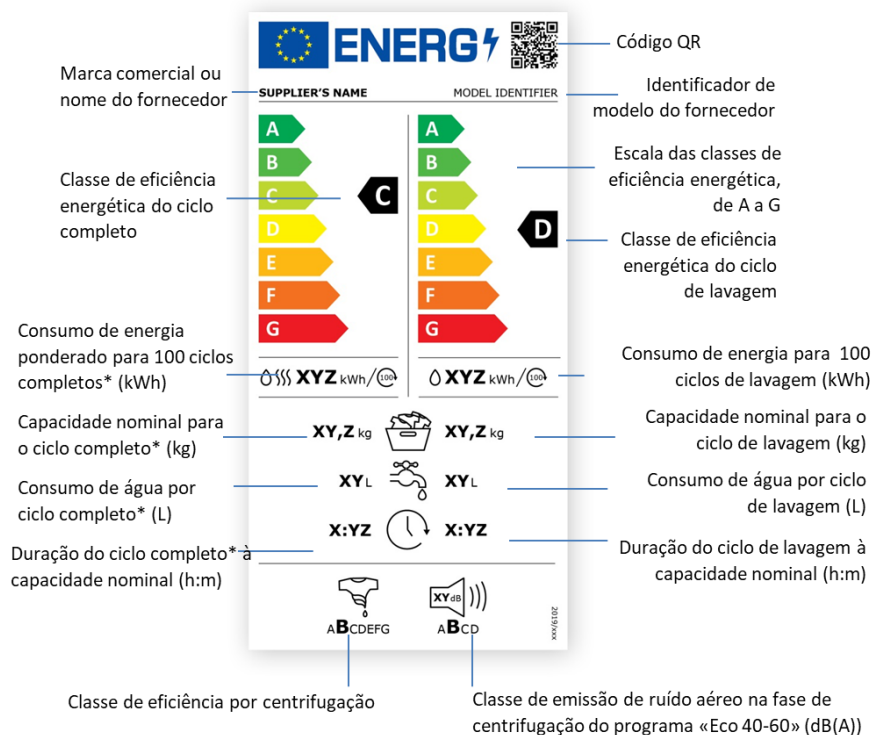 ENERG
Código QR
Marca comercial ou
nome do fornecedor
SUPPLIER'S NAME
MODEL IDENTIFIER
Identificador de
modelo do fornecedor
A
B
C
D
E
F
G
C
A
B
C
D
E
F
G
D
Escala das classes de
eficiência energética,
de A a G
Classe de eficiência
energética do ciclo
completo
Classe de eficiência
energética do ciclo
de lavagem
Consumo de energia
ponderado para 100 ciclos
completos* (kWh)
XYZ kWh/100
XYZ kWh/100
Consumo de energia para 100
ciclos de lavagem (kWh)
Capacidade nominal para
o ciclo completo* (kg)
XY,Z kg
XY,Z kg
Capacidade nominal para o
ciclo de lavagem (kg)
Consumo de água por
ciclo completo* (L)
XY L
XY L
Consumo de água por ciclo
de lavagem (L)
Duração do ciclo completo* à
capacidade nominal (h:m)
X:YZ
X:YZ
Duração do ciclo de lavagem à
capacidade nominal (h:m)
XY dB
ABCDEFG
ABCD
2019/xxx
Classe de eficiência por centrifugação
Classe de emissão de ruído aéreo na fase de
centrifugação do programa «Eco 40-60» (dB(A))